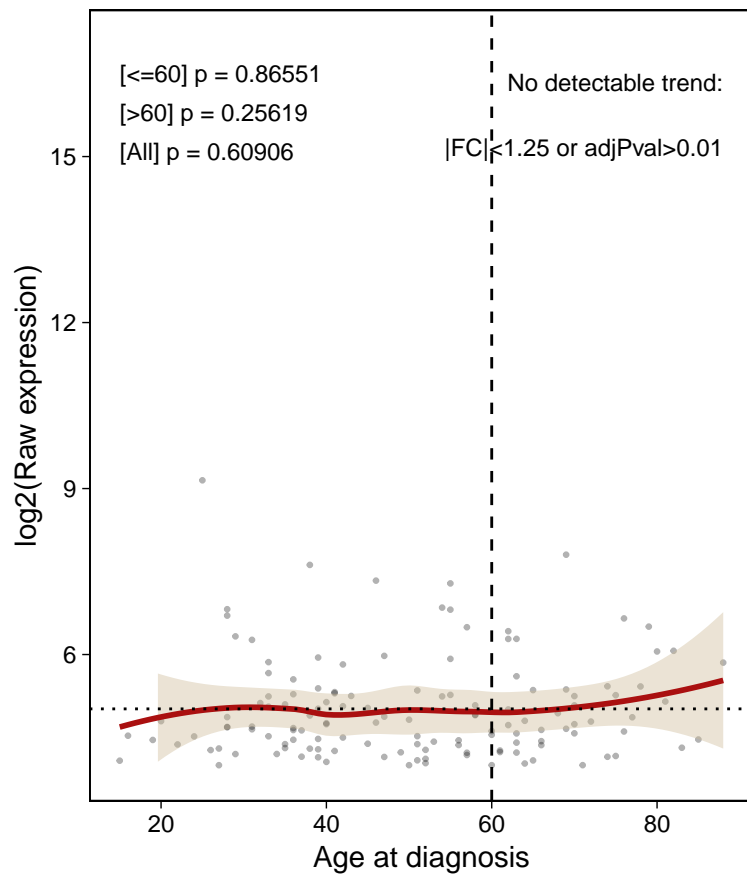 [<=60] p = 0.86551
No detectable trend:
[>60] p = 0.25619
[All] p = 0.60906
|FC|<1.25 or adjPval>0.01
15
12
9
6
log2(Raw expression)
20 40 60 80
Age at diagnosis